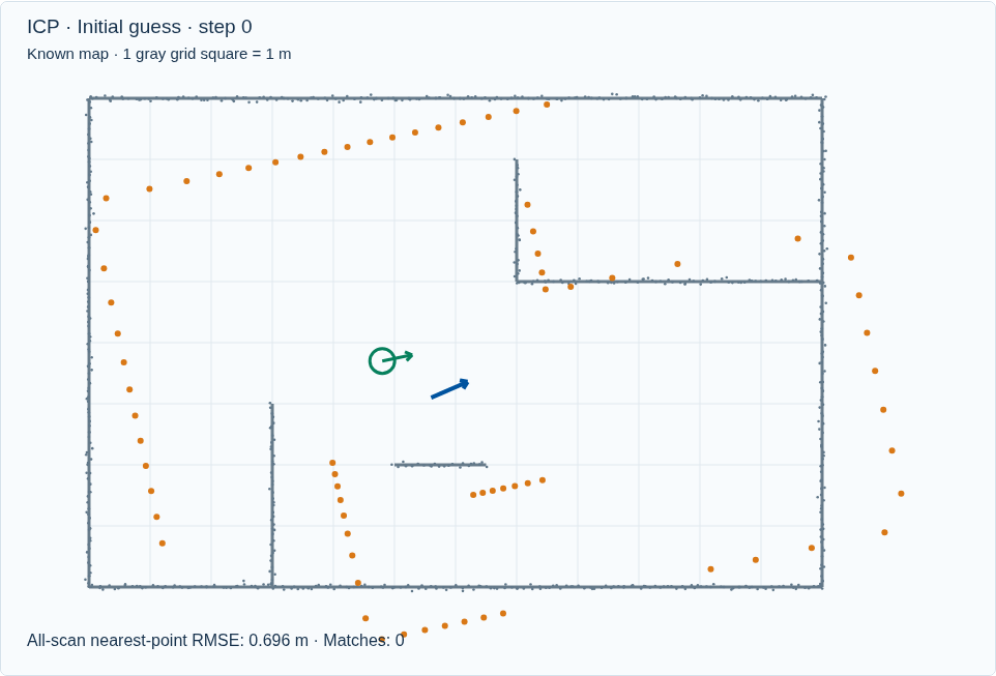 ICP · Initial guess · step 0
Known map · 1 gray grid square = 1 m
All-scan nearest-point RMSE: 0.696 m · Matches: 0